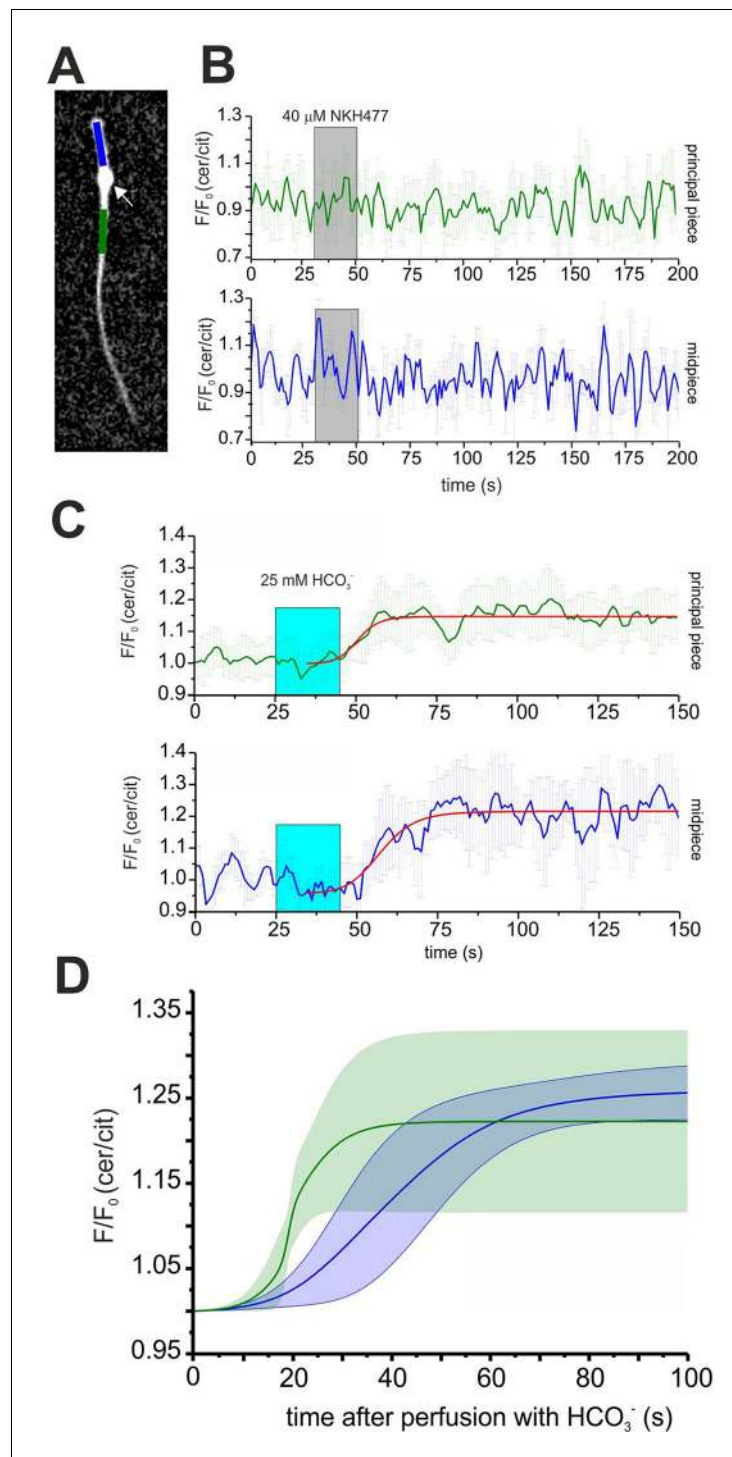 A
B
40 µM NKH477
F/F₀ (cer/cit)
1.3
1.1
0.9
0.7
0 25 50 75 100 125 150 175 200
principal piece
F/F₀ (cer/cit)
1.3
1.1
0.9
0.7
0 25 50 75 100 125 150 175 200
midpiece
time (s)
C
25 mM HCO₃⁻
F/F₀ (cer/cit)
1.4
1.3
1.2
1.1
1.0
0.9
0 25 50 75 100 125 150
principal piece
F/F₀ (cer/cit)
1.4
1.3
1.2
1.1
1.0
0.9
0 25 50 75 100 125 150
midpiece
time (s)
D
F/F₀ (cer/cit)
1.35
1.25
1.15
1.05
0.95
0 20 40 60 80 100
time after perfusion with HCO₃⁻ (s)